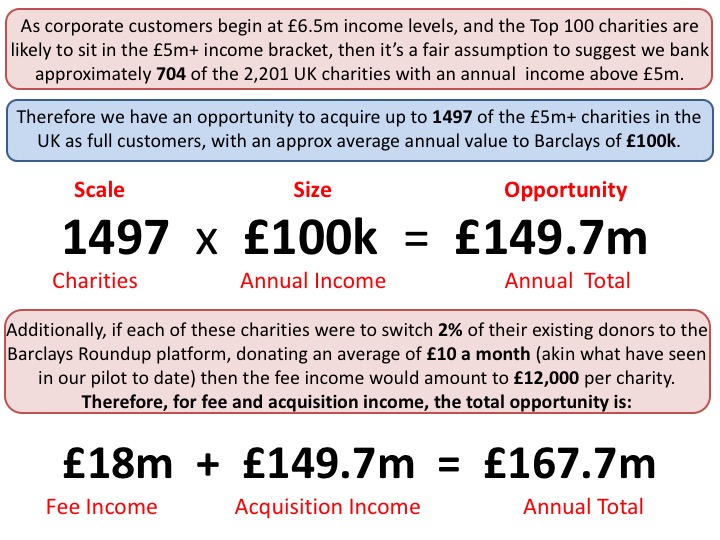 As corporate customers begin at £6.5m income levels, and the Top 100 charities are
likely to sit in the £5m+ income bracket, then it's a fair assumption to suggest we bank
approximately 704 of the 2,201 UK charities with an annual income above £5m.
Therefore we have an opportunity to acquire up to 1497 of the £5m+ charities in the
UK as full customers, with an approx average annual value to Barclays of £100k.
Scale Size Opportunity
1497 x £100k = £149.7m
Charities Annual Income Annual Total
Additionally, if each of these charities were to switch 2% of their existing donors to the
Barclays Roundup platform, donating an average of £10 a month (akin what have seen
in our pilot to date) then the fee income would amount to £12,000 per charity.
Therefore, for fee and acquisition income, the total opportunity is:
£18m + £149.7m = £167.7m
Fee Income Acquisition Income Annual Total